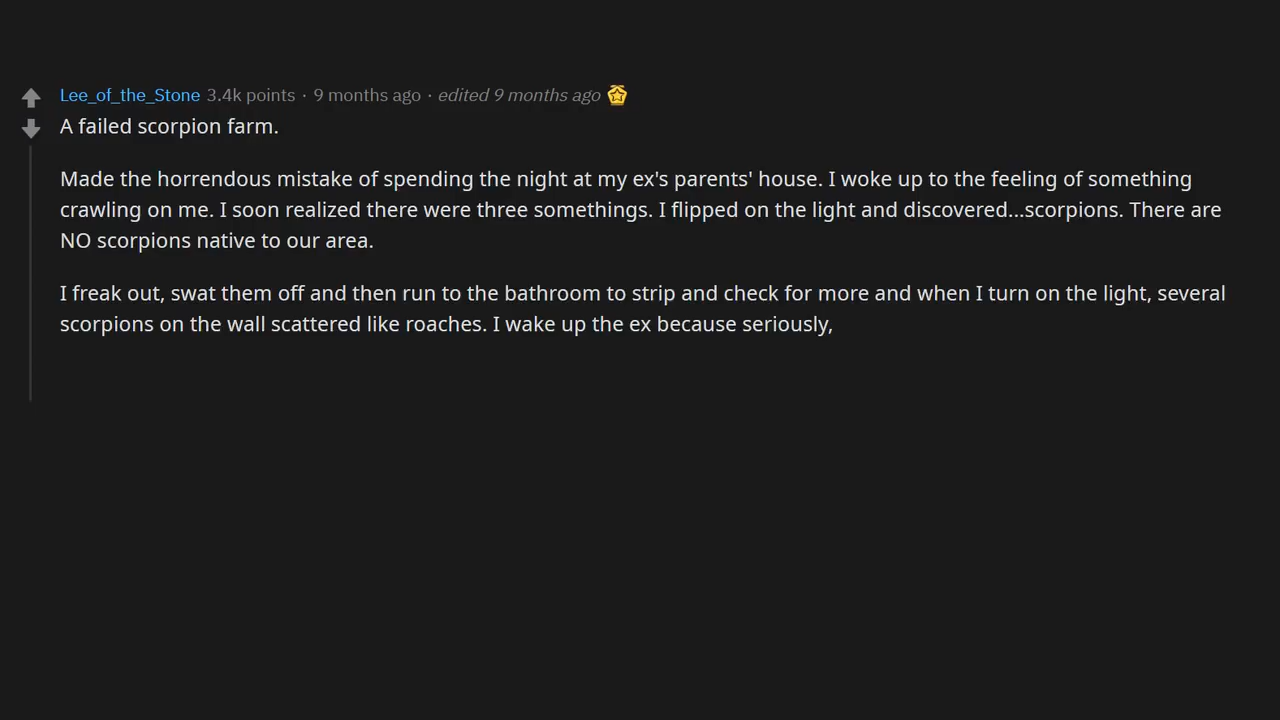 Lee_of_the_Stone 3.4k points · 9 months ago · edited 9 months ago
A failed scorpion farm.
Made the horrendous mistake of spending the night at my ex's parents' house. I woke up to the feeling of something
crawling on me. I soon realized there were three somethings. I flipped on the light and discovered...scorpions. There are
NO scorpions native to our area.
I freak out, swat them off and then run to the bathroom to strip and check for more and when I turn on the light, several
scorpions on the wall scattered like roaches. I wake up the ex because seriously,